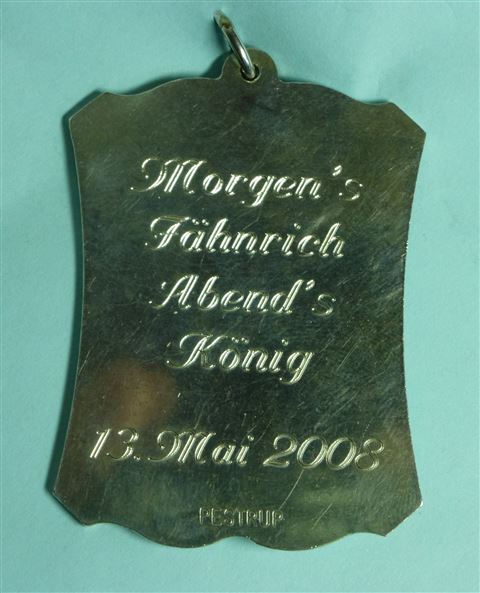 Morgen's
Fähnrich
Abend's
König
13. Mai 2008
PESTRUP